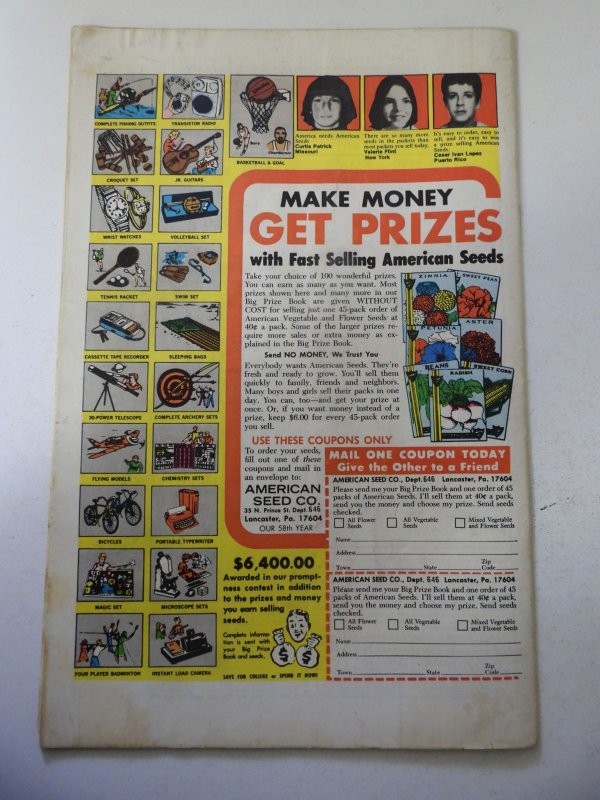 COMPLETE FISHING OUTFITS
TRANSISTOR RADIO
Barry
Chamberlain
BASKETBALL & GOAL
America needs American
Seeds.
Curtis Patrick
Missouri
There are so many more
seeds in the packets than
most packets you sell today.
Valerie Flint
New York
It's easy to order, easy to
sell, and it's easy to win
a prize selling American
Seeds.
Cesar Ivan Lopez
Puerto Rico
CROQUET SET
JR. GUITARS
WRIST WATCHES
VOLLEYBALL SET
TENNIS RACKET
SWIM SET
CASSETTE TAPE RECORDER
SLEEPING BAGS
30-POWER TELESCOPE
COMPLETE ARCHERY SETS
FLYING MODELS
CHEMISTRY SETS
BICYCLES
PORTABLE TYPEWRITER
MAGIC SET
MICROSCOPE SETS
FOUR PLAYER BADMINTON
INSTANT LOAD CAMERA
MAKE MONEY
GET PRIZES
with Fast Selling American Seeds
Take your choice of 100 wonderful prizes.
You can earn as many as you want. Most
prizes shown here and many more in our
Big Prize Book are given WITHOUT
COST for selling just one 45-pack order of
American Vegetable and Flower Seeds at
40¢ a pack. Some of the larger prizes re-
quire more sales or extra money as ex-
plained in the Big Prize Book.
Send NO MONEY, We Trust You
Everybody wants American Seeds. They're
fresh and ready to grow. You'll sell them
quickly to family, friends and neighbors.
Many boys and girls sell their packs in one
day. You can, too—and get your prize at
once. Or, if you want money instead of a
prize, keep $6.00 for every 45-pack order
you sell.
ZINNIA
SWEET PEAS
PETUNIA
ASTER
BEANS
RADISH
SWEET CORN
USE THESE COUPONS ONLY
To order your seeds,
fill out one of these
coupons and mail in
an envelope to:
AMERICAN
SEED CO.
35 N. Prince St. Dept. 646
Lancaster, Pa. 17604
OUR 58th YEAR
$6,400.00
Awarded in our prompt-
ness contest in addition
to the prizes and money
you earn selling
seeds.
Complete informa-
tion is sent with
your Big Prize
Book and seeds.
SAVE FOR COLLEGE or SPEND IT NOW!
MAIL ONE COUPON TODAY
Give the Other to a Friend
AMERICAN SEED CO., Dept. 646 Lancaster, Pa. 17604
Please send me your Big Prize Book and one order of 45
packs of American Seeds. I'll sell them at 40¢ a pack,
send you the money and choose my prize. Send seeds
checked.
All Flower
Seeds
All Vegetable
Seeds
Mixed Vegetable
and Flower Seeds
Name
Address
Town State Zip Code
AMERICAN SEED CO., Dept. 646 Lancaster, Pa. 17604
Please send me your Big Prize Book and one order of 45
packs of American Seeds. I'll sell them at 40¢ a pack,
send you the money and choose my prize. Send seeds
checked.
All Flower
Seeds
All Vegetable
Seeds
Mixed Vegetable
and Flower Seeds
Name
Address
Town State Zip Code